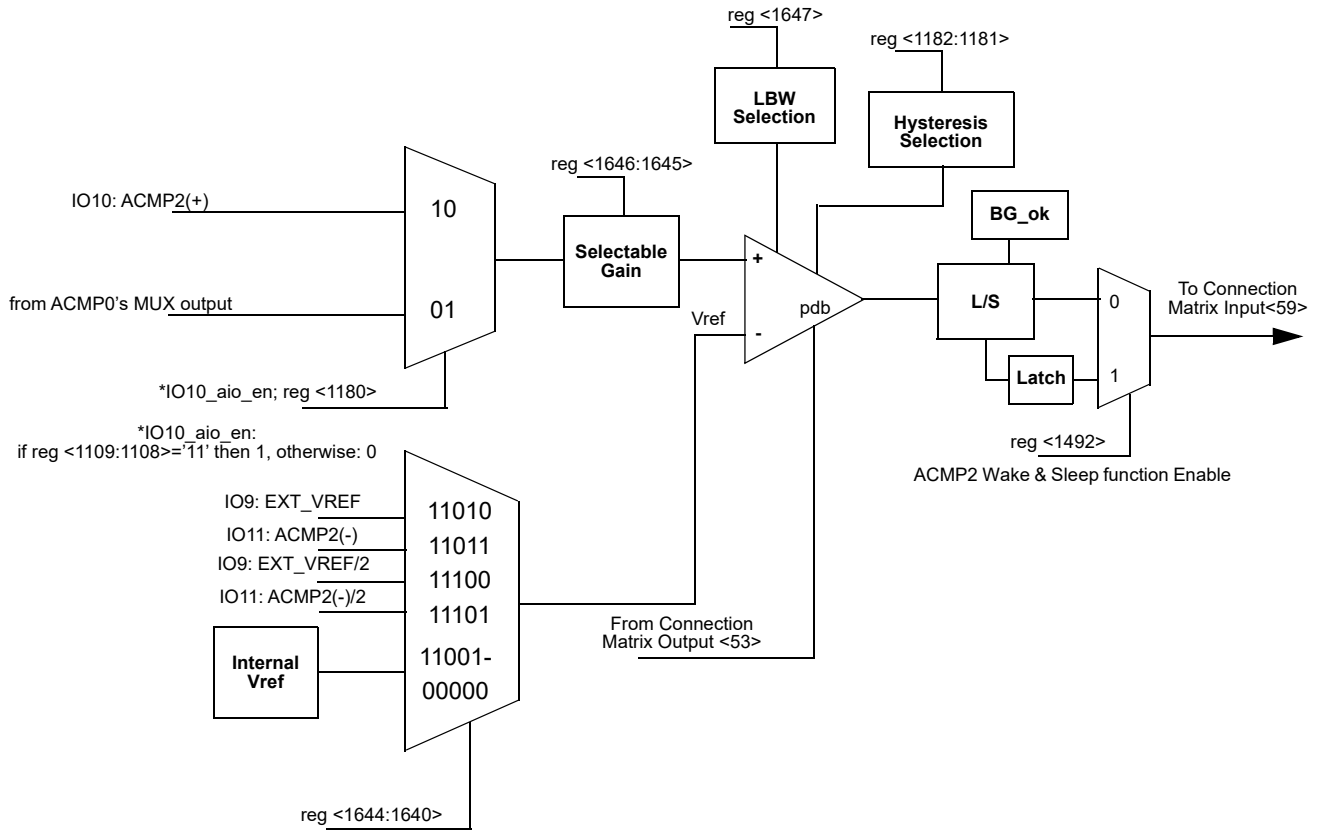 reg <1647>
reg <1182:1181>
LBW
Selection
Hysteresis
Selection
reg <1646:1645>
IO10: ACMP2(+)
10
BG_ok
Selectable
Gain
+
from ACMP0's MUX output
01
L/S
0
To Connection
Matrix Input<59>
pdb
Vref
-
Latch
1
*IO10_aio_en; reg <1180>
*IO10_aio_en:
if reg <1109:1108>='11' then 1, otherwise: 0
reg <1492>
ACMP2 Wake & Sleep function Enable
IO9: EXT_VREF
11010
IO11: ACMP2(-)
11011
IO9: EXT_VREF/2
11100
IO11: ACMP2(-)/2
11101
From Connection
Matrix Output <53>
Internal
Vref
11001-
00000
reg <1644:1640>